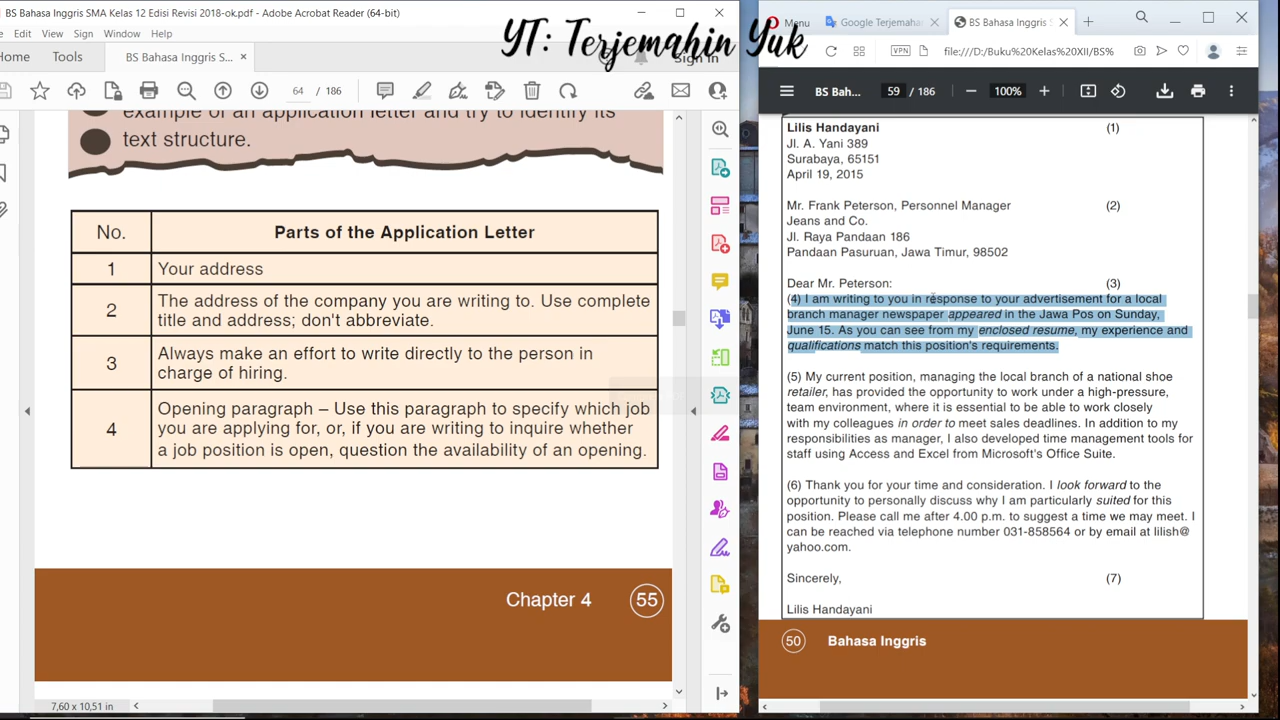 BS Bahasa Inggris SMA Kelas 12 Edisi Revisi 2018-ok.pdf - Adobe Acrobat Reader (64-bit)
Edit View Sign Window Help
YT: Terjemahin Yuk
Tools
BS Bahasa Inggris S...
Sign In
64 / 186
example of an application letter and try to identify its
text structure.
No. Parts of the Application Letter
1 Your address
2 The address of the company you are writing to. Use complete
title and address; don't abbreviate.
3 Always make an effort to write directly to the person in
charge of hiring.
4 Opening paragraph – Use this paragraph to specify which job
you are applying for, or, if you are writing to inquire whether
a job position is open, question the availability of an opening.
Chapter 4 55
7,60 x 10,51 in
Menu
Google Terjemaha
BS Bahasa Inggris S
VPN
file:///D:/Buku%20Kelas%20XII/BS%
BS Bah...
59 / 186
100%
Lilis Handayani (1)
Jl. A. Yani 389
Surabaya, 65151
April 19, 2015
Mr. Frank Peterson, Personnel Manager (2)
Jeans and Co.
Jl. Raya Pandaan 186
Pandaan Pasuruan, Jawa Timur, 98502
Dear Mr. Peterson: (3)
(4) I am writing to you in response to your advertisement for a local
branch manager newspaper appeared in the Jawa Pos on Sunday,
June 15. As you can see from my enclosed resume, my experience and
qualifications match this position's requirements.
(5) My current position, managing the local branch of a national shoe
retailer, has provided the opportunity to work under a high-pressure,
team environment, where it is essential to be able to work closely
with my colleagues in order to meet sales deadlines. In addition to my
responsibilities as manager, I also developed time management tools for
staff using Access and Excel from Microsoft's Office Suite.
(6) Thank you for your time and consideration. I look forward to the
opportunity to personally discuss why I am particularly suited for this
position. Please call me after 4.00 p.m. to suggest a time we may meet. I
can be reached via telephone number 031-858564 or by email at lilish@
yahoo.com.
Sincerely, (7)
Lilis Handayani
50 Bahasa Inggris